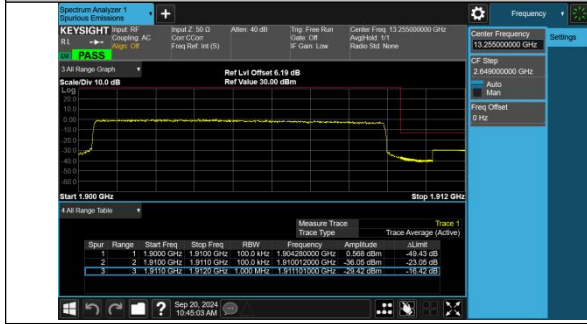 Spectrum Analyzer 1
Spurious Emissions
Frequency
KEYSIGHT
Input: RF
Coupling: AC
Align: Off
Input Z: 50 Ω
Corr CCorr
Freq Ref: Int (S)
Atten: 40 dB
Trig: Free Run
Gate: Off
IF Gain: Low
Center Freq: 13.255000000 GHz
Avg|Hold: 1/1
Radio Std: None
RL
PASS
Center Frequency
13.255000000 GHz
Settings
CF Step
2.649000000 GHz
Auto
Man
Freq Offset
0 Hz
3 All Range Graph
Scale/Div 10.0 dB
Ref Lvl Offset 6.19 dB
Ref Value 30.00 dBm
Log
20.0
10.0
0.00
-10.0
-20.0
-30.0
-40.0
-50.0
-60.0
Start 1.900 GHz
Stop 1.912 GHz
4 All Range Table
Measure Trace Trace 1
Trace Type Trace Average (Active)
Spur Range Start Freq Stop Freq RBW Frequency Amplitude ΔLimit
1 1 1.9000 GHz 1.9100 GHz 100.0 kHz 1.904280000 GHz 0.568 dBm -49.43 dB
2 2 1.9100 GHz 1.9110 GHz 100.0 kHz 1.910012000 GHz -36.05 dBm -23.05 dB
3 3 1.9110 GHz 1.9120 GHz 1.000 MHz 1.911101000 GHz -29.42 dBm -16.42 dB
Sep 20, 2024
10:45:03 AM